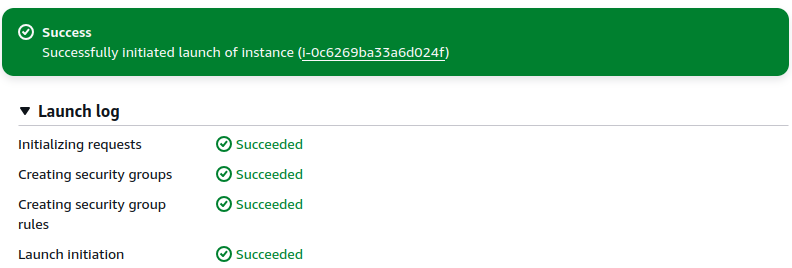 Success
Successfully initiated launch of instance (i-0c6269ba33a6d024f)
Launch log
Initializing requests Succeeded
Creating security groups Succeeded
Creating security group Succeeded
rules
Launch initiation Succeeded